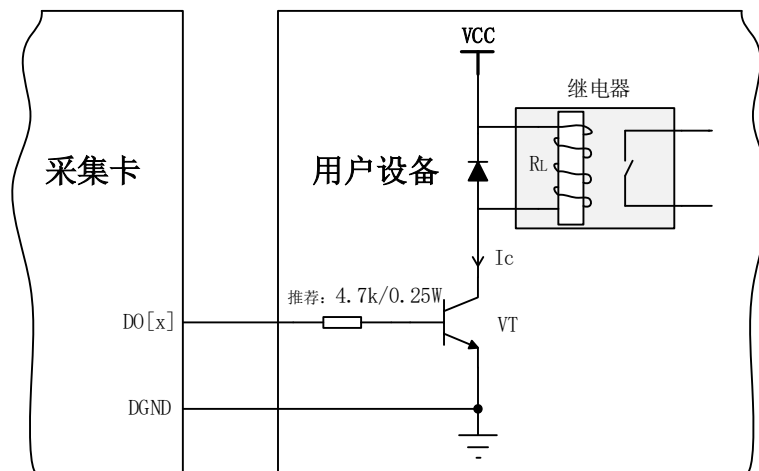 VCC
继电器
采集卡
用户设备
RL
Ic
推荐：4.7k/0.25W
DO[x]
VT
DGND